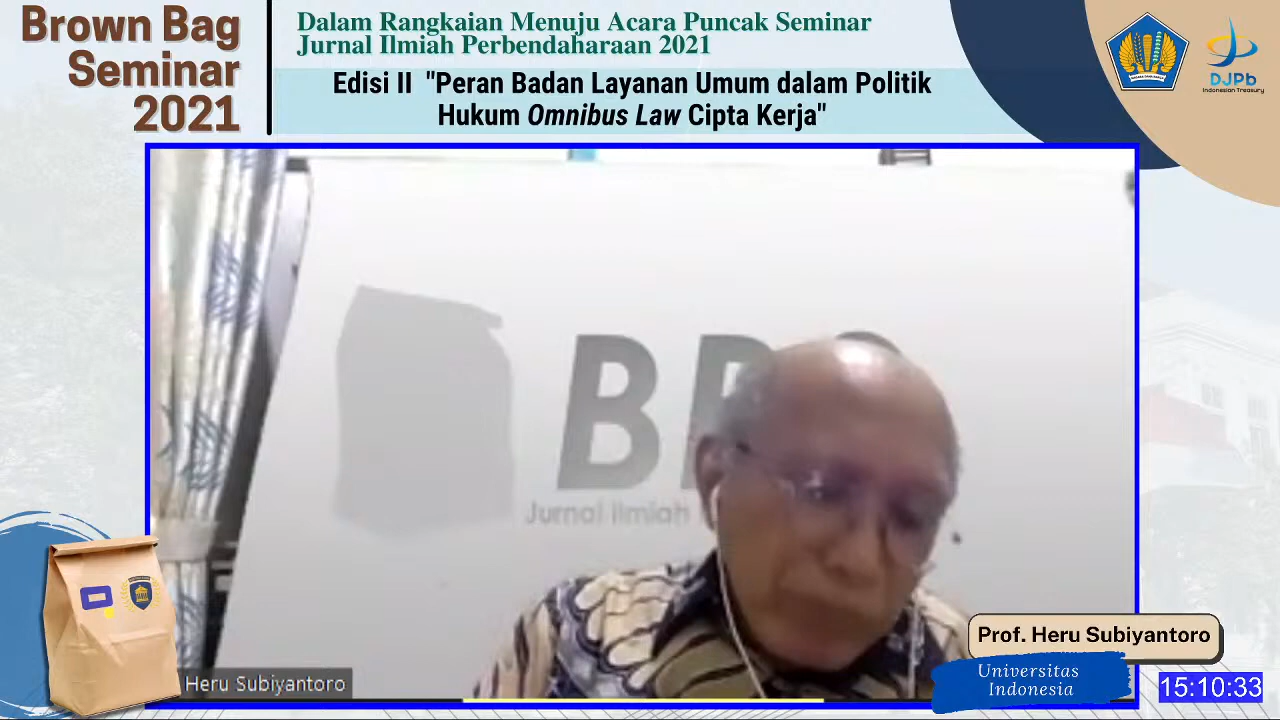 Brown Bag
Seminar
2021
Dalam Rangkaian Menuju Acara Puncak Seminar
Jurnal Ilmiah Perbendaharaan 2021
Edisi II "Peran Badan Layanan Umum dalam Politik
Hukum Omnibus Law Cipta Kerja"
DJPb
Indonesian Treasury
B
Jurnal Ilmiah
Prof. Heru Subiyantoro
Universitas
Indonesia
Heru Subiyantoro
15:10:33